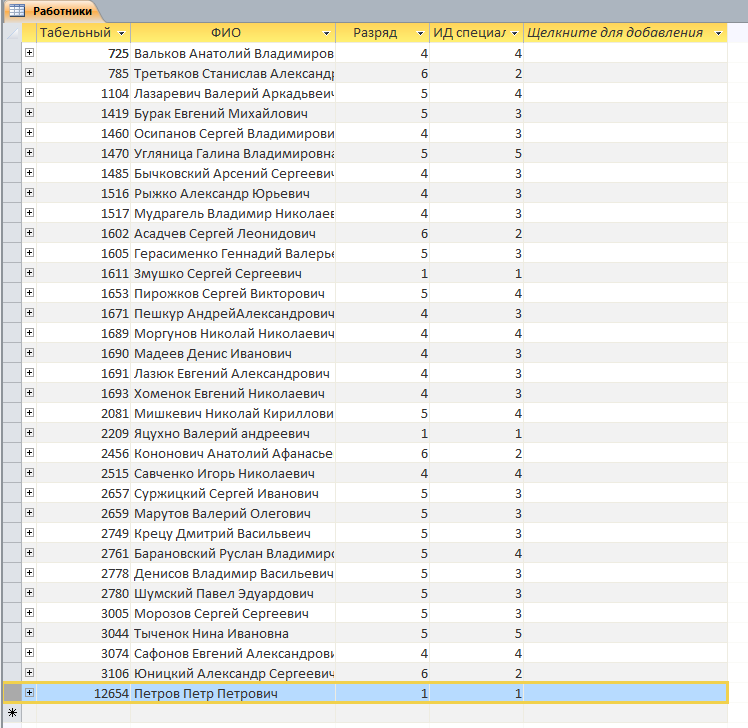 Работники
Табельный ФИО Разряд ИД специал Щелкните для добавления
725 Вальков Анатолий Владимиров 4 4
785 Третьяков Станислав Александр 6 2
1104 Лазаревич Валерий Аркадьевич 5 4
1419 Бурак Евгений Михайлович 5 3
1460 Осипанов Сергей Владимирови 4 3
1470 Угляница Галина Владимировна 5 5
1485 Бычковский Арсений Сергеевич 4 3
1516 Рыжко Александр Юрьевич 4 3
1517 Мудрагель Владимир Николаев 4 3
1602 Асадчев Сергей Леонидович 6 2
1605 Герасименко Геннадий Валерье 5 3
1611 Змушко Сергей Сергеевич 1 1
1653 Пирожков Сергей Викторович 5 4
1671 Пешкур АндрейАлександрович 4 3
1689 Моргунов Николай Николаевич 4 4
1690 Мадеев Денис Иванович 4 3
1691 Лазюк Евгений Александрович 4 3
1693 Хоменок Евгений Николаевич 4 3
2081 Мишкевич Николай Кириллови 5 4
2209 Яцухно Валерий андреевич 1 1
2456 Кононович Анатолий Афанасье 6 2
2515 Савченко Игорь Николаевич 4 4
2657 Суржицкий Сергей Иванович 5 3
2659 Марутов Валерий Олегович 5 3
2749 Крецу Дмитрий Васильвеич 5 3
2761 Барановский Руслан Владимиро 5 4
2778 Денисов Владимир Васильевич 5 3
2780 Шумский Павел Эдуардович 5 3
3005 Морозов Сергей Сергеевич 5 3
3044 Тыченок Нина Ивановна 5 5
3074 Сафонов Евгений Александрови 4 4
3106 Юницкий Александр Сергеевич 6 2
12654 Петров Петр Петрович 1 1